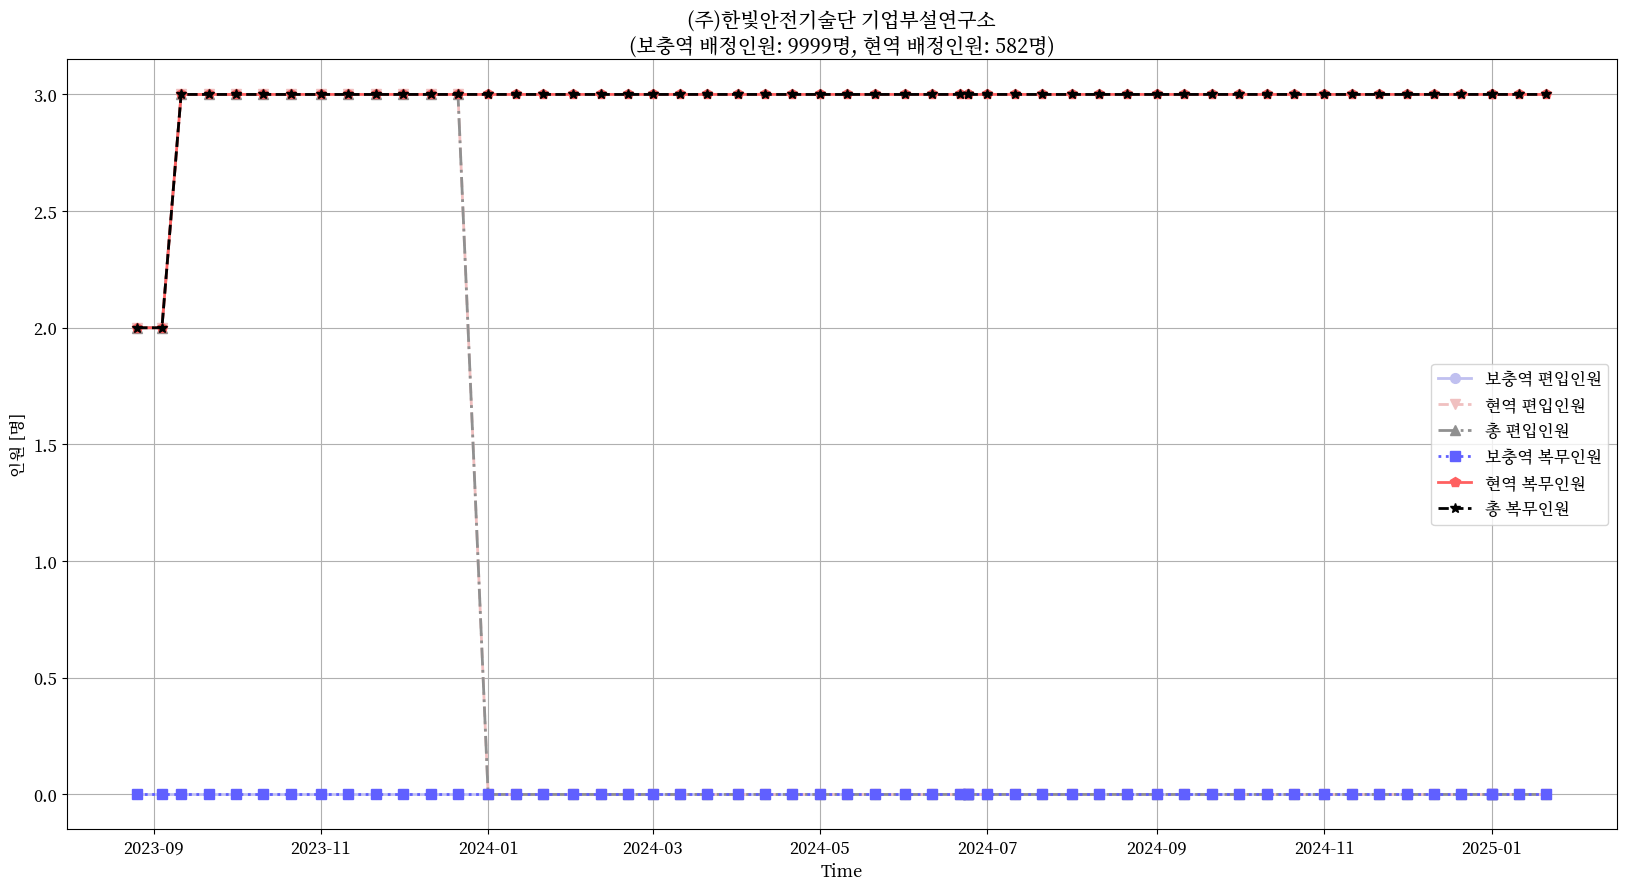 (주)한빛안전기술단 기업부설연구소
(보충역 배정인원: 9999명, 현역 배정인원: 582명)
인원 [명]
3.0
2.5
2.0
1.5
1.0
0.5
0.0
보충역 편입인원
현역 편입인원
총 편입인원
보충역 복무인원
현역 복무인원
총 복무인원
2023-09
2023-11
2024-01
2024-03
2024-05
2024-07
2024-09
2024-11
2025-01
Time